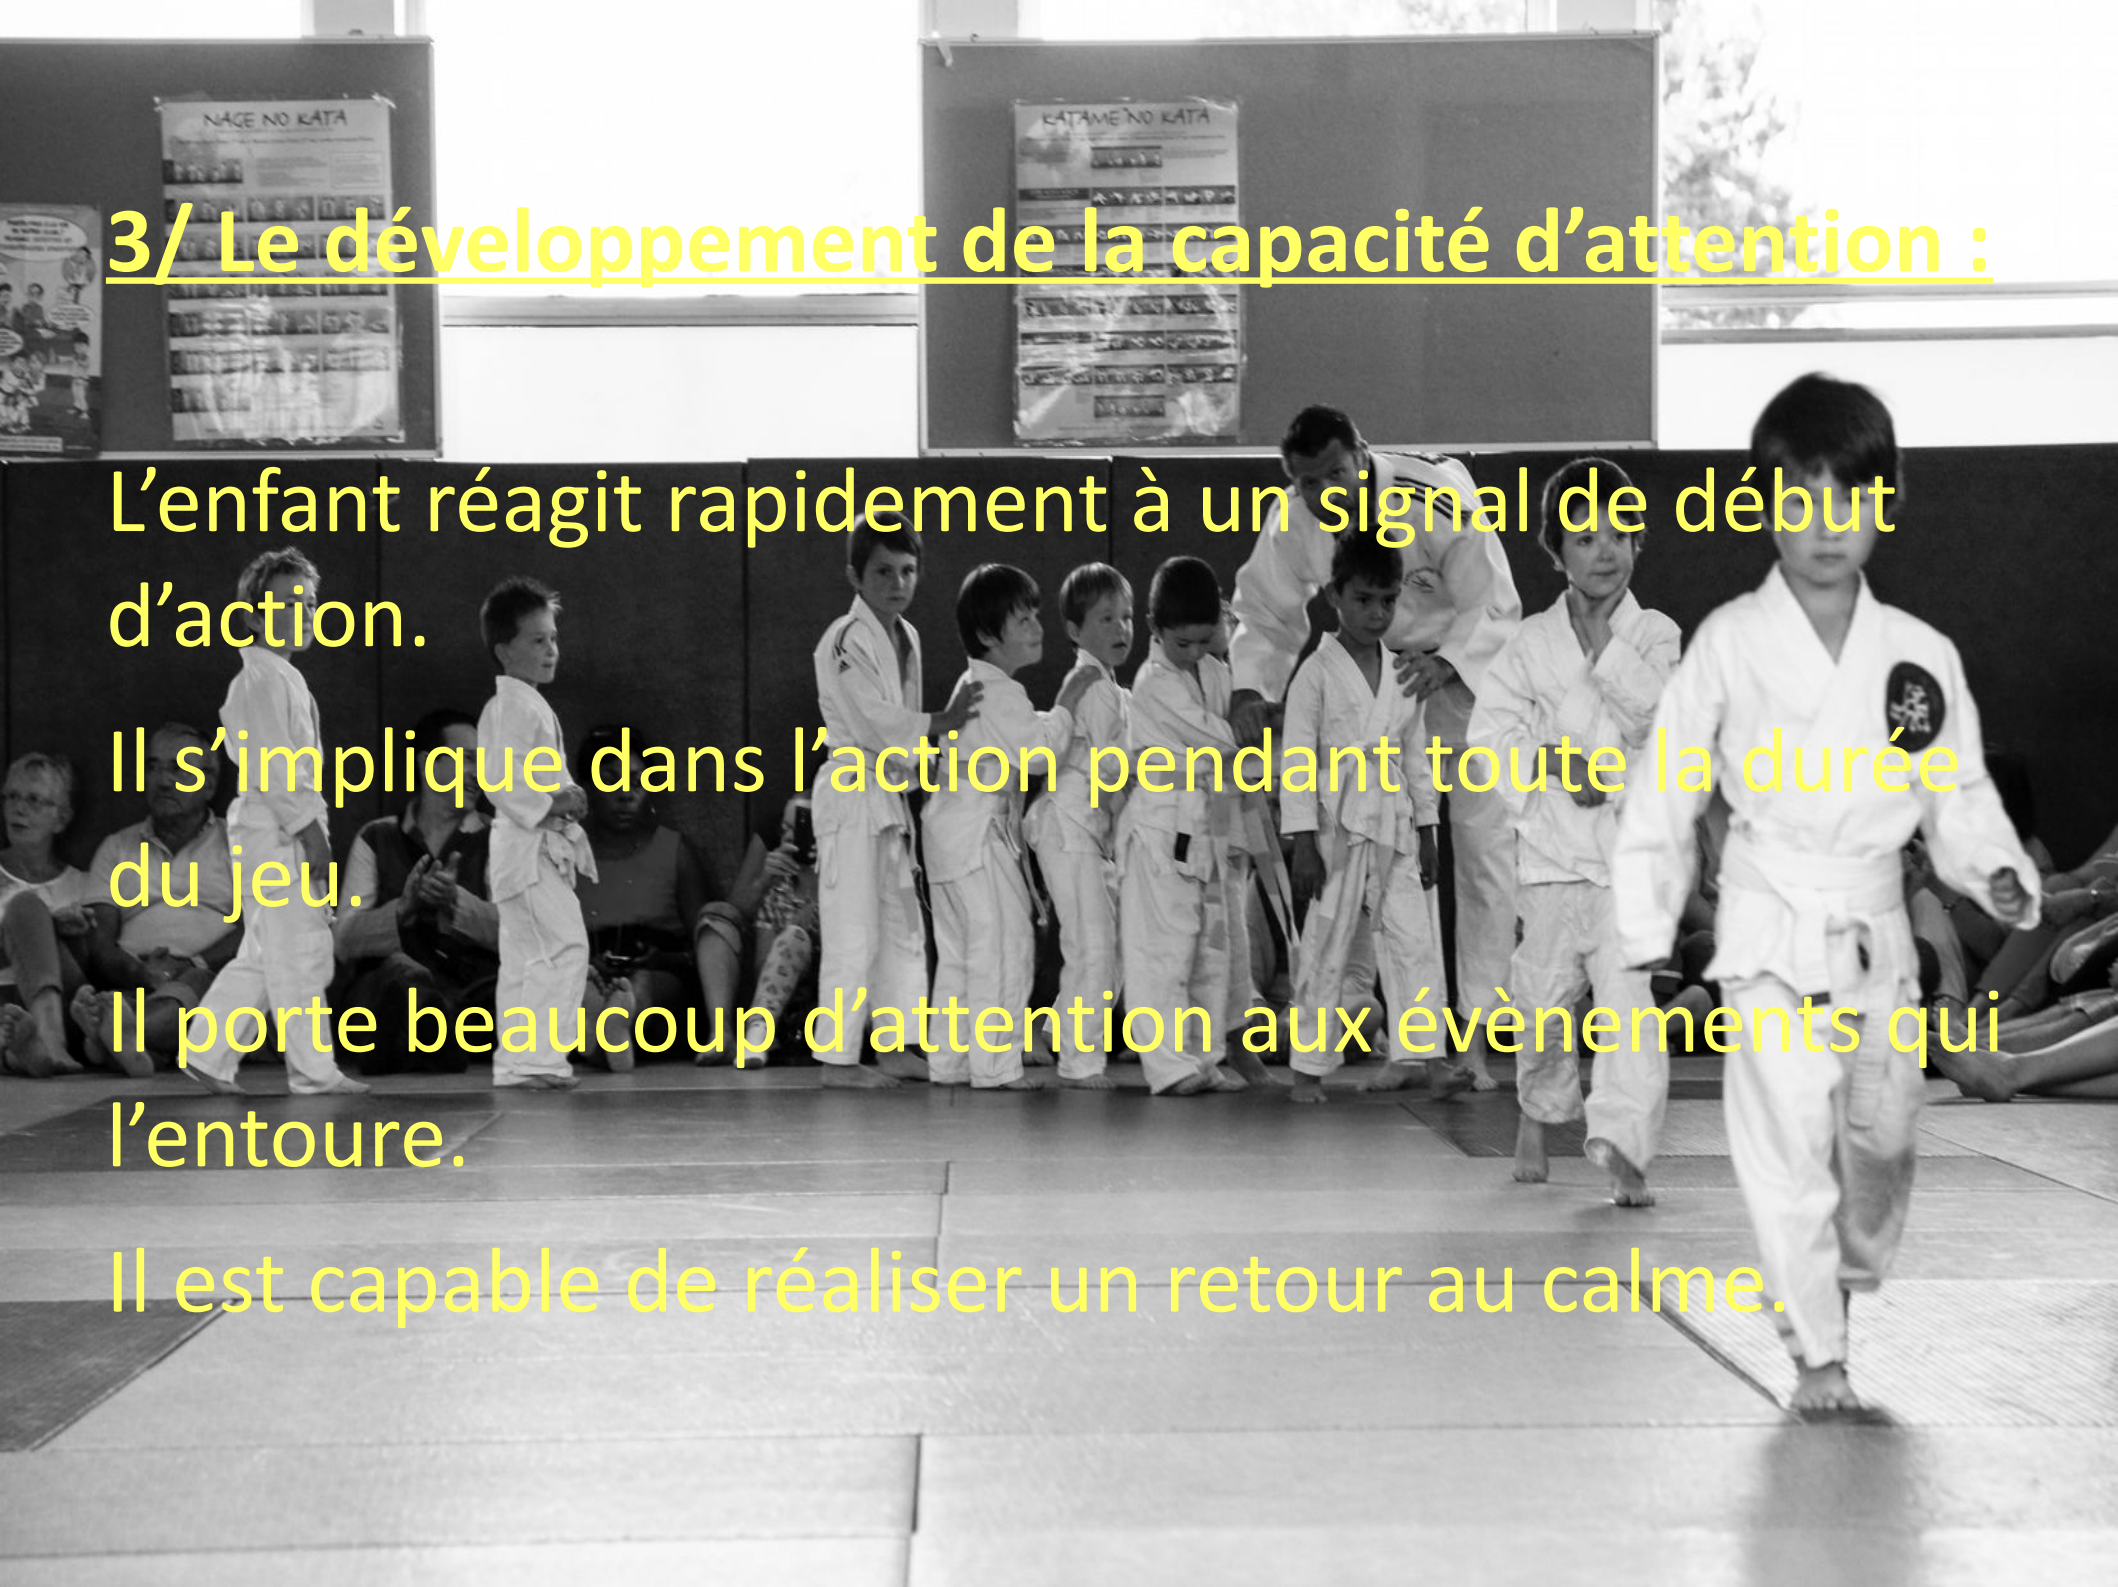 NAGE NO KATA
KATAME NO KATA
3/ Le développement de la capacité d’attention :
L’enfant réagit rapidement à un signal de début
d’action.
Il s’implique dans l’action pendant toute la durée
du jeu.
Il porte beaucoup d’attention aux évènements qui
l’entoure.
Il est capable de réaliser un retour au calme.